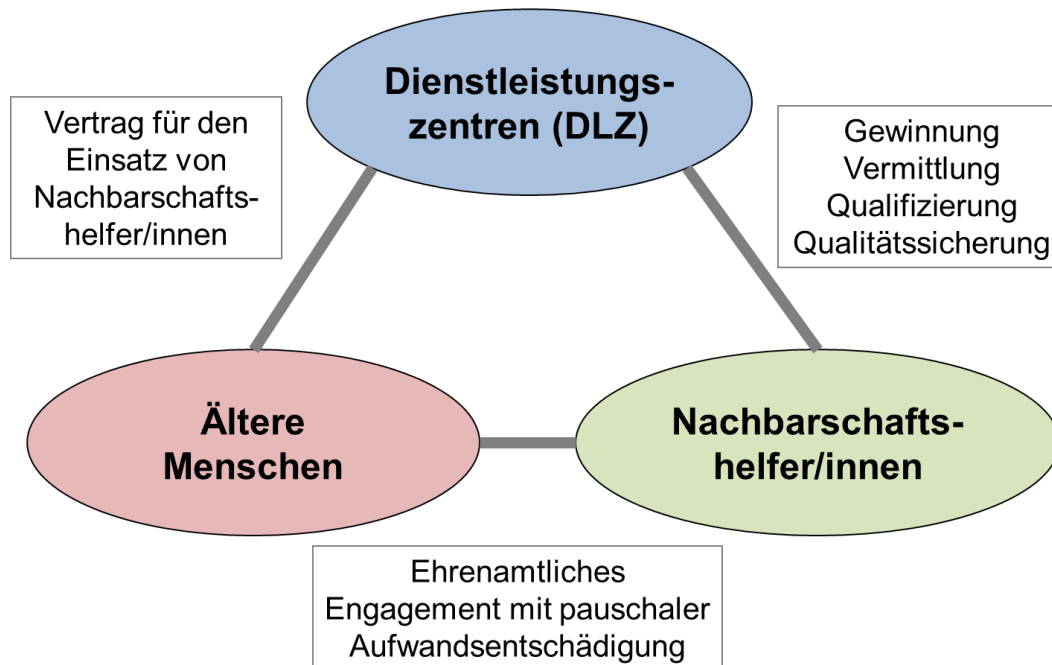 Dienstleistungs-
zentren (DLZ)
Vertrag für den
Einsatz von
Nachbarschafts-
helfer/innen
Gewinnung
Vermittlung
Qualifizierung
Qualitätssicherung
Ältere
Menschen
Nachbarschafts-
helfer/innen
Ehrenamtliches
Engagement mit pauschaler
Aufwandsentschädigung